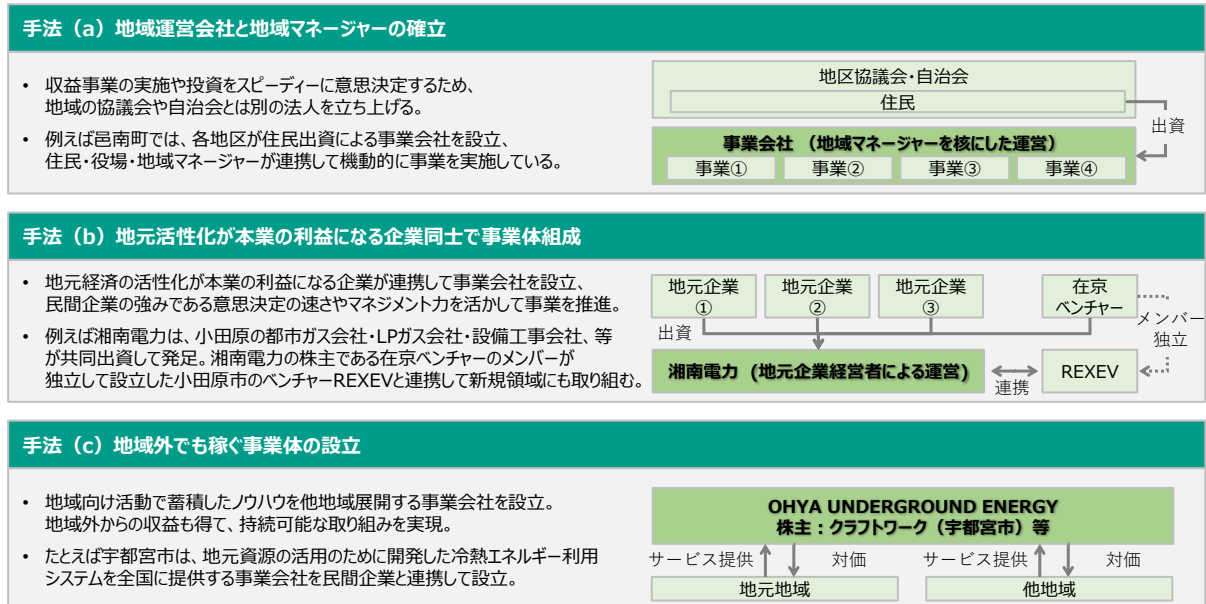 手法（a）地域運営会社と地域マネージャーの確立
• 収益事業の実施や投資をスピーディーに意思決定するため、
地域の協議会や自治会とは別の法人を立ち上げる。
• 例えば邑南町では、各地区が住民出資による事業会社を設立、
住民・役場・地域マネージャーが連携して機動的に事業を実施している。
地区協議会・自治会
住民
出資
事業会社 （地域マネージャーを核にした運営）
事業① 事業② 事業③ 事業④
手法（b）地元活性化が本業の利益になる企業同士で事業体組成
• 地元経済の活性化が本業の利益になる企業が連携して事業会社を設立、
民間企業の強みである意思決定の速さやマネジメント力を活かして事業を推進。
• 例えば湘南電力は、小田原の都市ガス会社・LPガス会社・設備工事会社、等
が共同出資して発足。湘南電力の株主である在京ベンチャーのメンバーが
独立して設立した小田原市のベンチャーREXEVと連携して新規領域にも取り組む。
地元企業
①
地元企業
②
地元企業
③
在京
ベンチャー
メンバー
独立
出資
湘南電力 (地元企業経営者による運営)
連携
REXEV
手法（c）地域外でも稼ぐ事業体の設立
• 地域向け活動で蓄積したノウハウを他地域展開する事業会社を設立。
地域外からの収益も得て、持続可能な取り組みを実現。
• たとえば宇都宮市は、地元資源の活用のために開発した冷熱エネルギー利用
システムを全国に提供する事業会社を民間企業と連携して設立。
OHYA UNDERGROUND ENERGY
株主：クラフトワーク（宇都宮市）等
サービス提供 対価 サービス提供 対価
地元地域 他地域